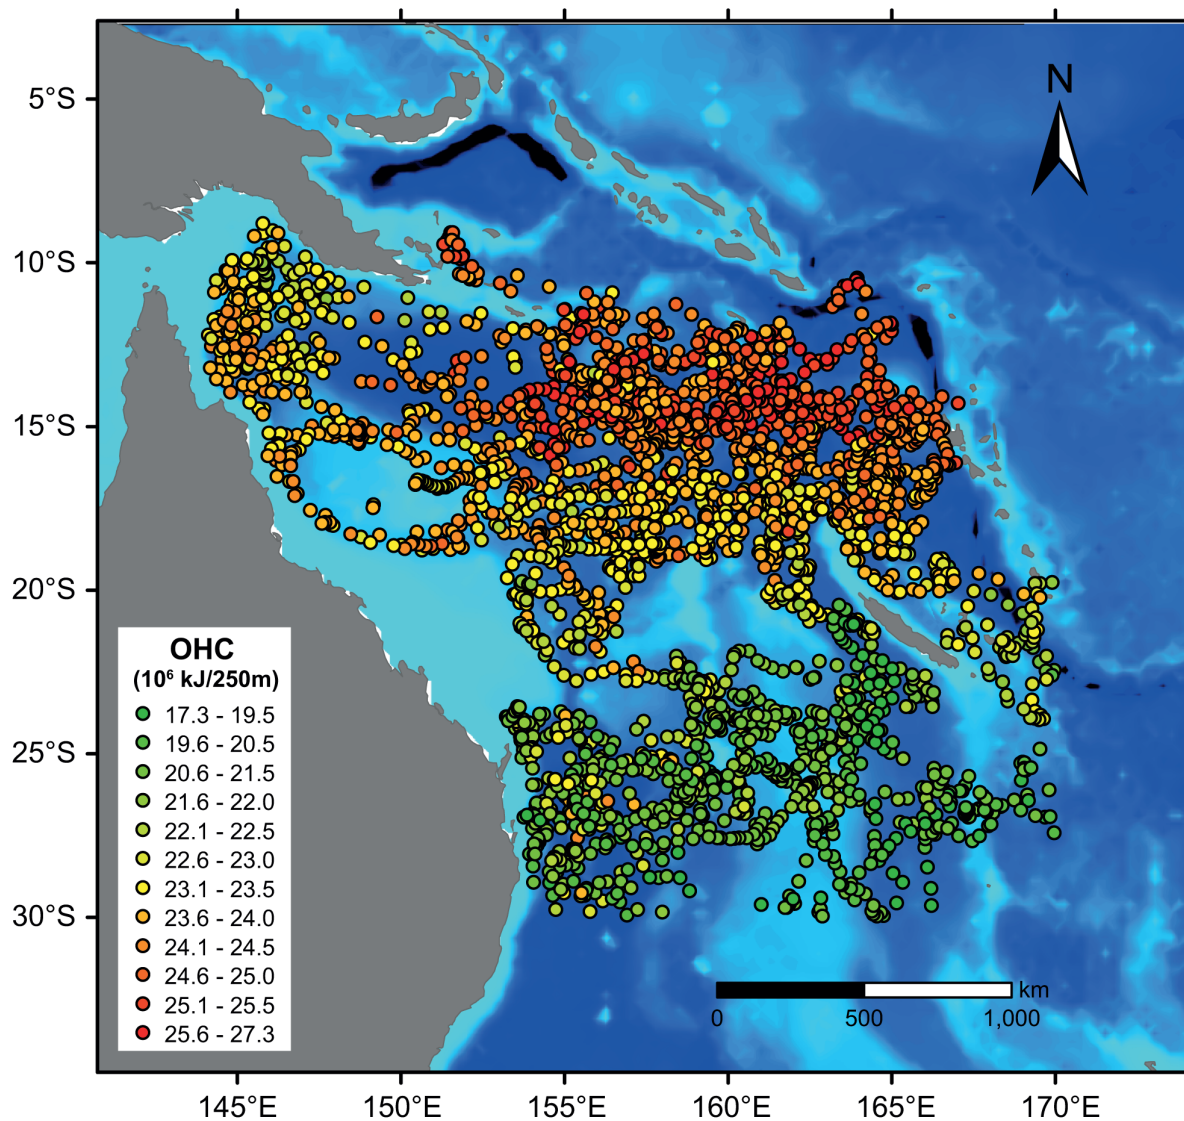 N
5°S
10°S
15°S
20°S
25°S
30°S
OHC
(10⁶ kJ/250m)
17.3 - 19.5
19.6 - 20.5
20.6 - 21.5
21.6 - 22.0
22.1 - 22.5
22.6 - 23.0
23.1 - 23.5
23.6 - 24.0
24.1 - 24.5
24.6 - 25.0
25.1 - 25.5
25.6 - 27.3
km
0 500 1,000
145°E 150°E 155°E 160°E 165°E 170°E